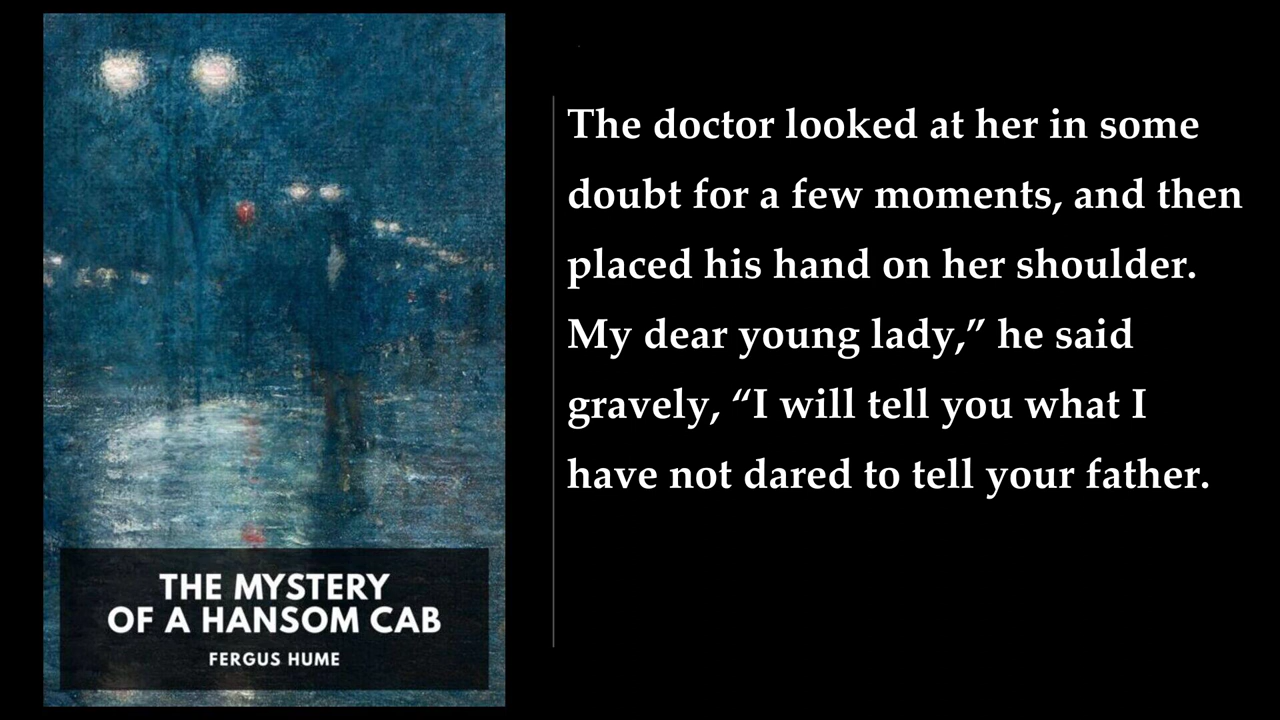 THE MYSTERY
OF A HANSOM CAB
FERGUS HUME
The doctor looked at her in some
doubt for a few moments, and then
placed his hand on her shoulder.
My dear young lady,” he said
gravely, “I will tell you what I
have not dared to tell your father.